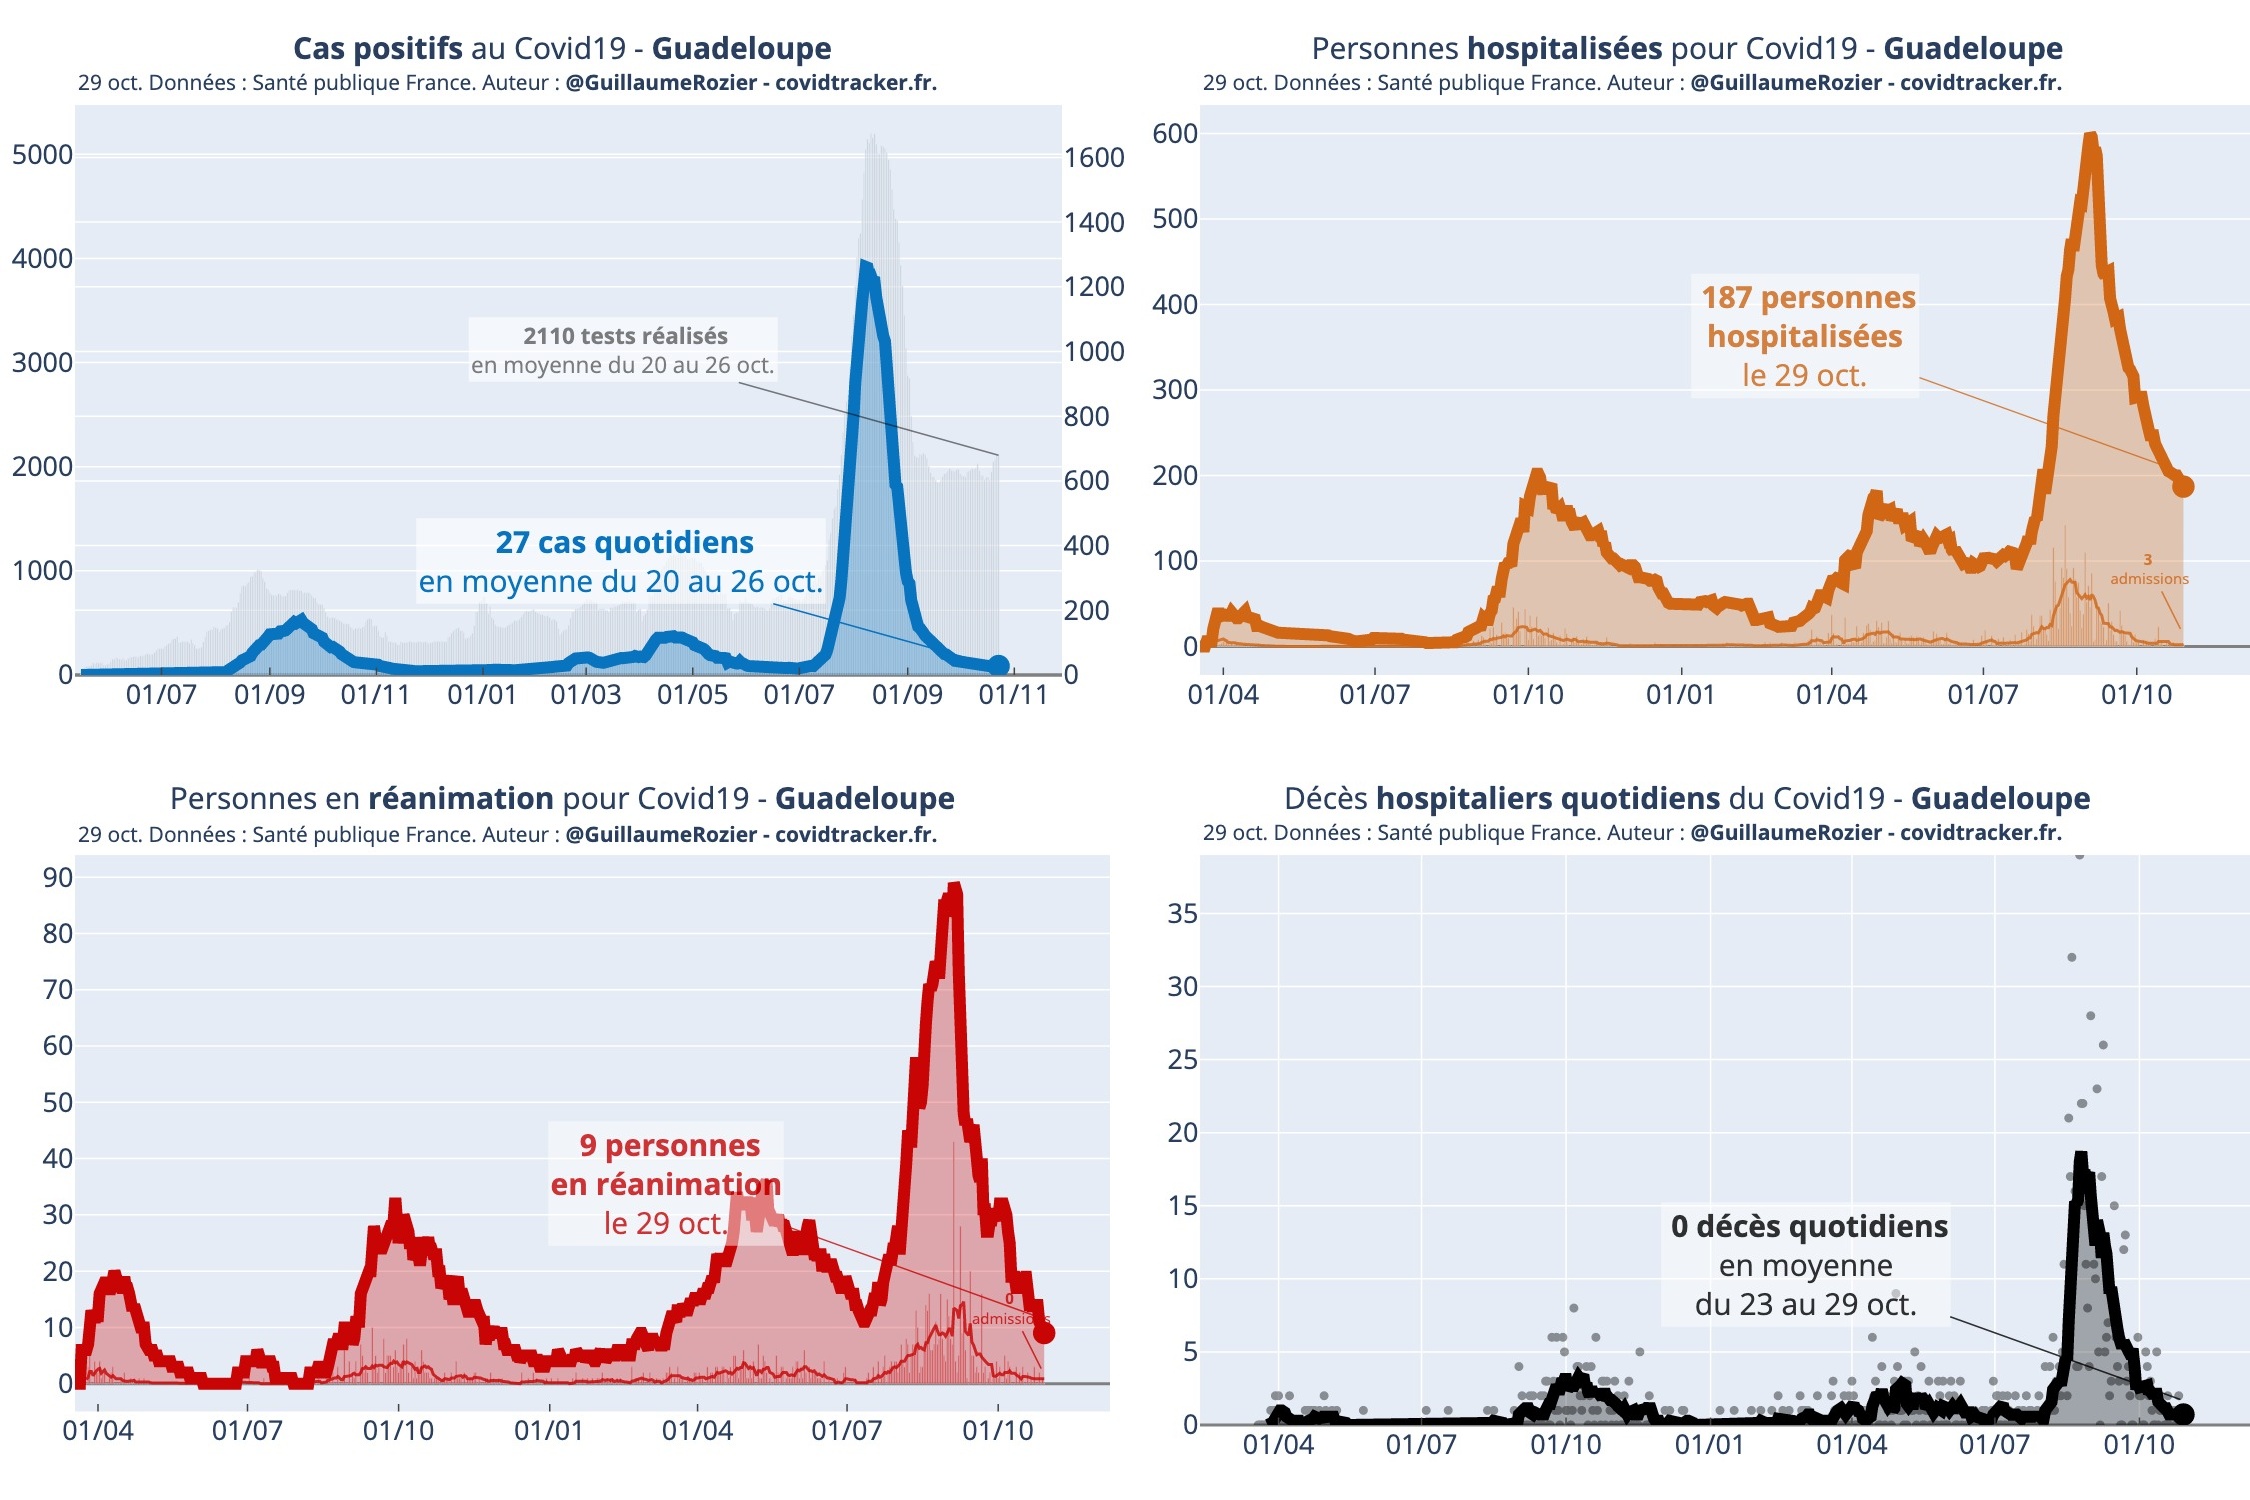 Cas positifs au Covid19 - Guadeloupe
29 oct. Données : Santé publique France. Auteur : @GuillaumeRozier - covidtracker.fr.
5000
4000
3000
2000
1000
0
1600
1400
1200
1000
800
600
400
200
0
2110 tests réalisés
en moyenne du 20 au 26 oct.
27 cas quotidiens
en moyenne du 20 au 26 oct.
01/07 01/09 01/11 01/01 01/03 01/05 01/07 01/09 01/11
Personnes hospitalisées pour Covid19 - Guadeloupe
29 oct. Données : Santé publique France. Auteur : @GuillaumeRozier - covidtracker.fr.
600
500
400
300
200
100
0
187 personnes
hospitalisées
le 29 oct.
3
admissions
01/04 01/07 01/10 01/01 01/04 01/07 01/10
Personnes en réanimation pour Covid19 - Guadeloupe
29 oct. Données : Santé publique France. Auteur : @GuillaumeRozier - covidtracker.fr.
90
80
70
60
50
40
30
20
10
0
9 personnes
en réanimation
le 29 oct.
0
admissions
01/04 01/07 01/10 01/01 01/04 01/07 01/10
Décès hospitaliers quotidiens du Covid19 - Guadeloupe
29 oct. Données : Santé publique France. Auteur : @GuillaumeRozier - covidtracker.fr.
35
30
25
20
15
10
5
0
0 décès quotidiens
en moyenne
du 23 au 29 oct.
01/04 01/07 01/10 01/01 01/04 01/07 01/10